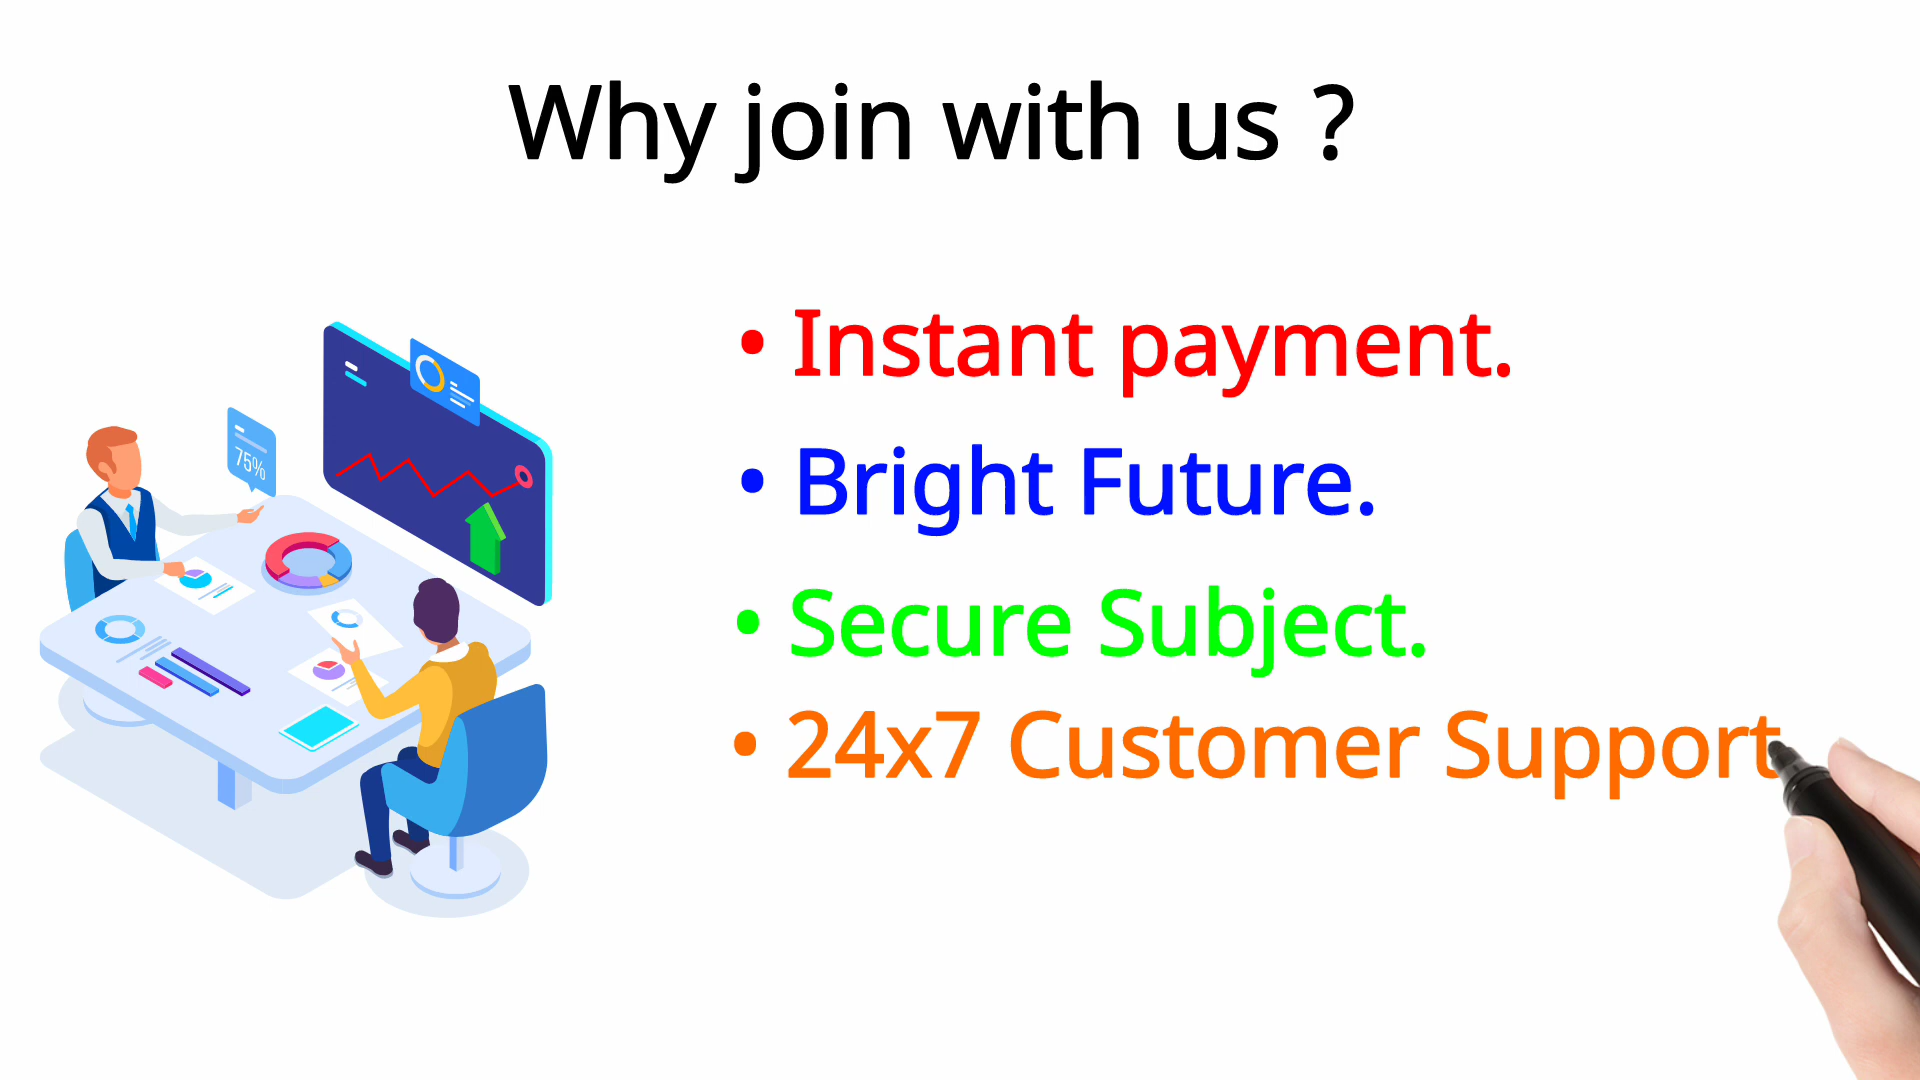 Why join with us ?
75%
• Instant payment.
• Bright Future.
• Secure Subject.
• 24x7 Customer Support